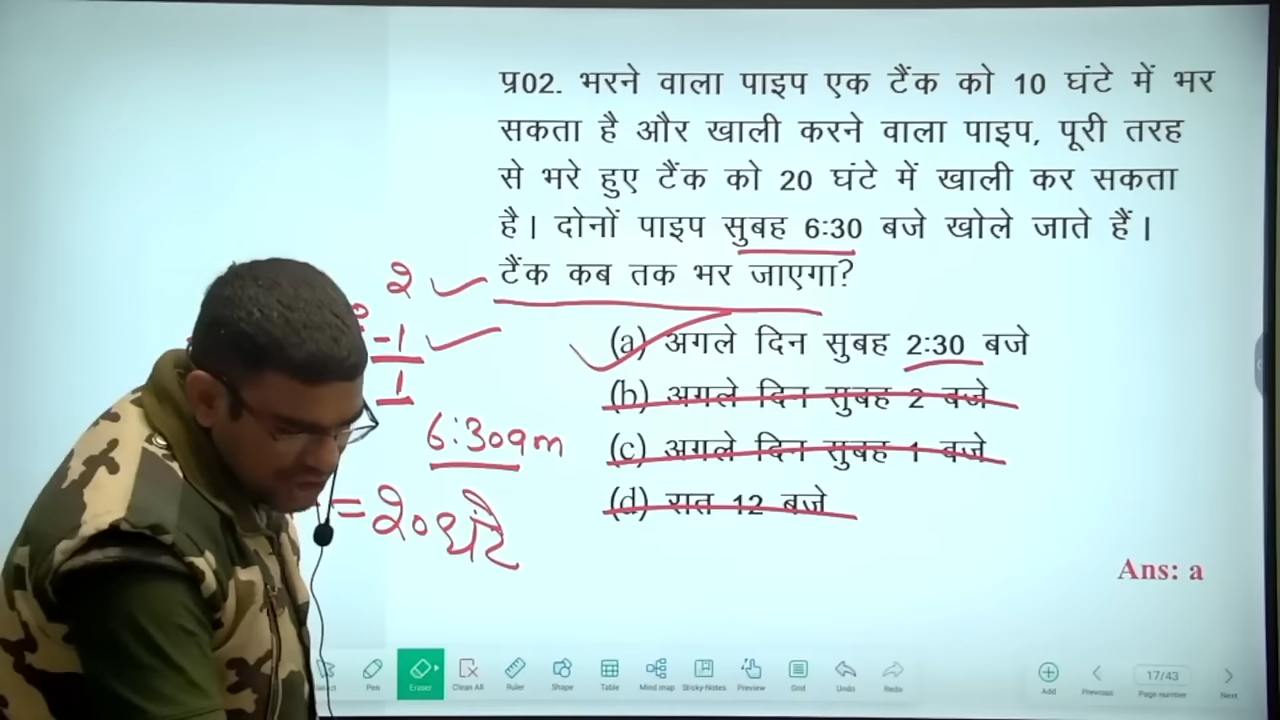 प्र02. भरने वाला पाइप एक टैंक को 10 घंटे में भर
सकता है और खाली करने वाला पाइप, पूरी तरह
से भरे हुए टैंक को 20 घंटे में खाली कर सकता
है। दोनों पाइप सुबह 6:30 बजे खोले जाते हैं।
टैंक कब तक भर जाएगा?
(a) अगले दिन सुबह 2:30 बजे
(b) अगले दिन सुबह 2 बजे
(c) अगले दिन सुबह 1 बजे
(d) रात 12 बजे
Ans: a
2
-1
1
6:30am
= 20 घंटे
Pen
Eraser
Clean All
Ruler
Shape
Table
Mind map
Sticky-Notes
Preview
Grid
Undo
Redo
Add
Previous
17/43
Page number
Next